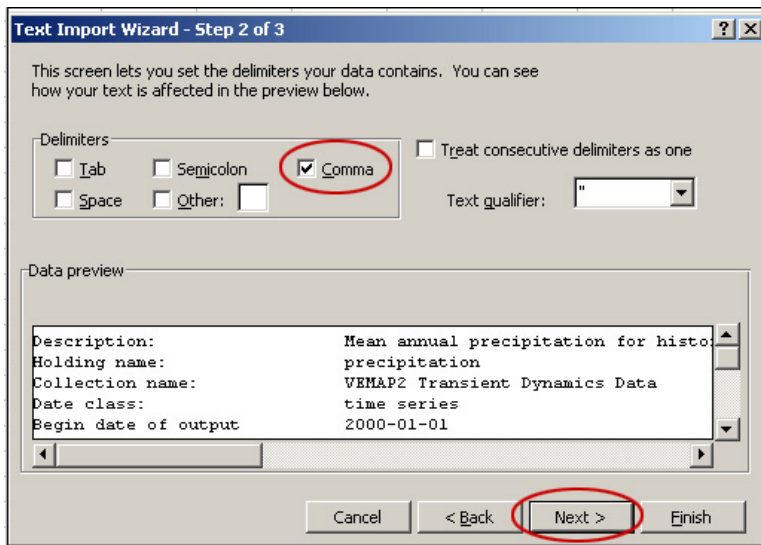 Text Import Wizard - Step 2 of 3
This screen lets you set the delimiters your data contains. You can see
how your text is affected in the preview below.
Delimiters
Tab Semicolon Comma
Space Other:
Treat consecutive delimiters as one
Text qualifier: "
Data preview
Description: Mean annual precipitation for histo
Holding name: precipitation
Collection name: VEMAP2 Transient Dynamics Data
Date class: time series
Begin date of output 2000-01-01
Cancel < Back Next > Finish